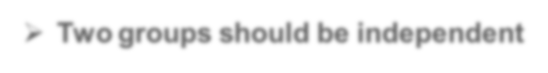 ➢ Two groups should be independent